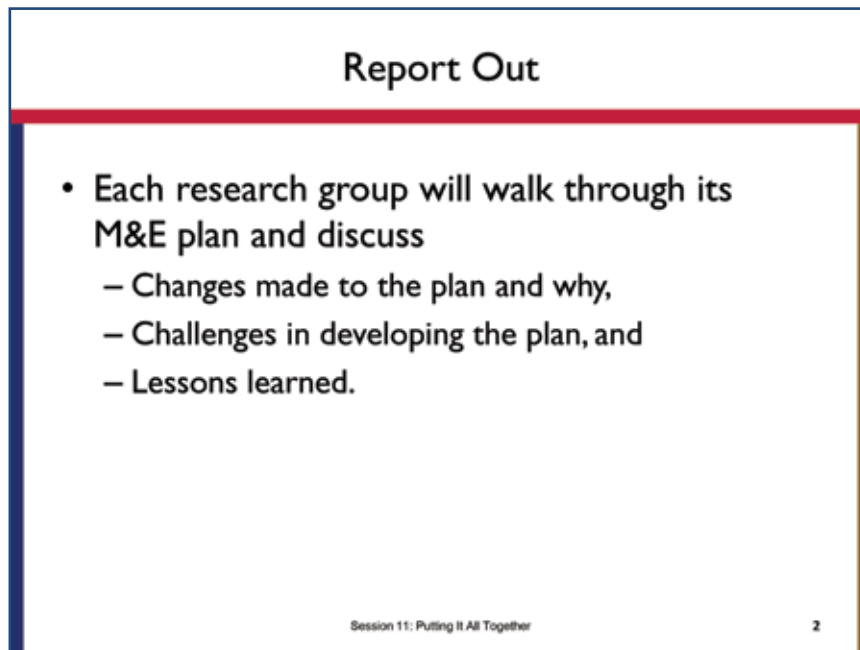 Report Out
• Each research group will walk through its
M&E plan and discuss
– Changes made to the plan and why,
– Challenges in developing the plan, and
– Lessons learned.
Session 11: Putting It All Together
2